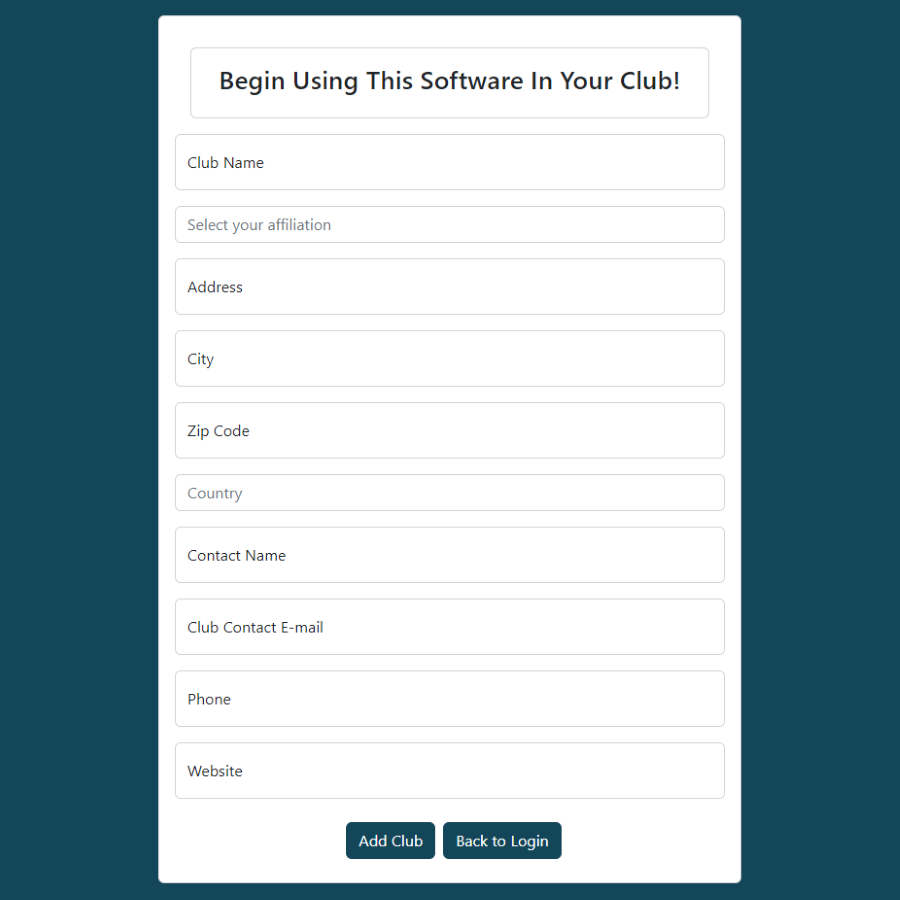 Begin Using This Software In Your Club!
Club Name
Select your affiliation
Address
City
Zip Code
Country
Contact Name
Club Contact E-mail
Phone
Website
Add Club
Back to Login